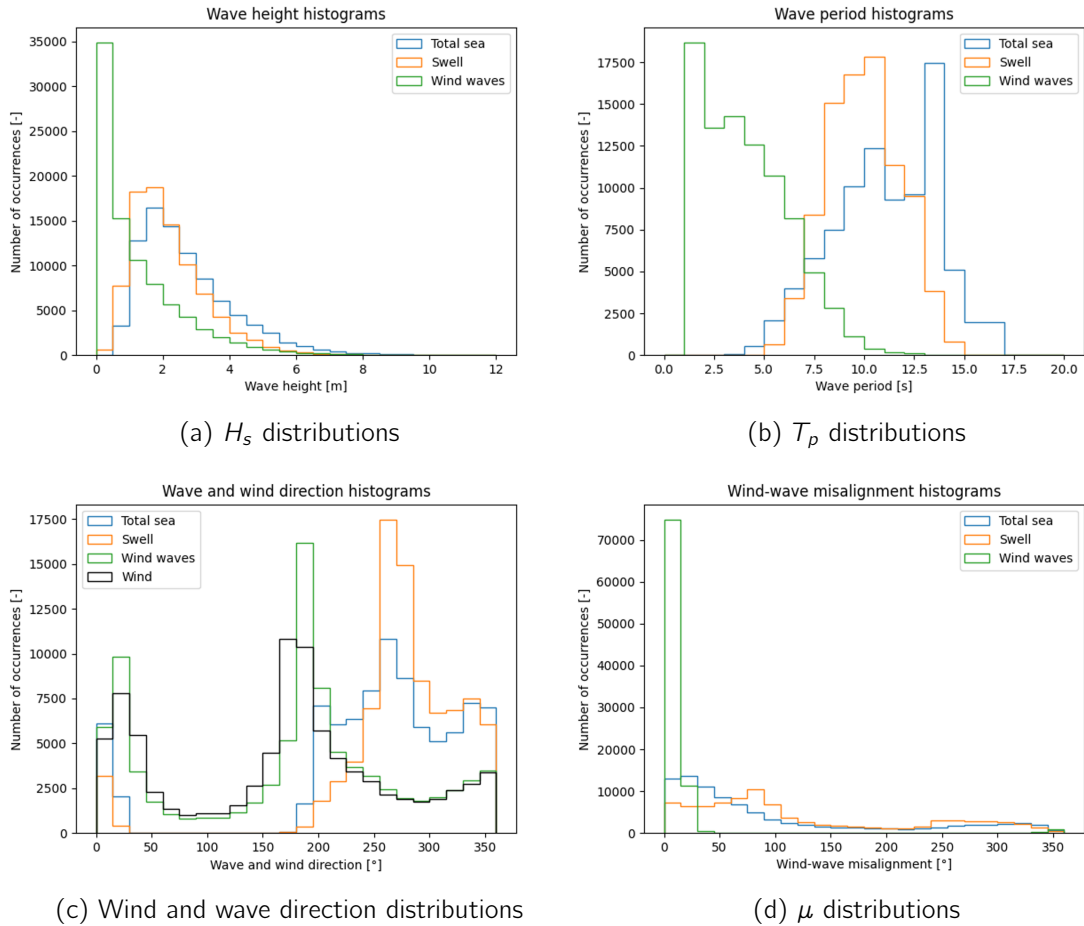 Wave height histograms
Number of occurrences [-]
35000
30000
25000
20000
15000
10000
5000
0
0 2 4 6 8 10 12
Wave height [m]
Total sea
Swell
Wind waves
(a) H_s distributions
Wave period histograms
Number of occurrences [-]
17500
15000
12500
10000
7500
5000
2500
0
0.0 2.5 5.0 7.5 10.0 12.5 15.0 17.5 20.0
Wave period [s]
Total sea
Swell
Wind waves
(b) T_p distributions
Wave and wind direction histograms
Number of occurrences [-]
17500
15000
12500
10000
7500
5000
2500
0
0 50 100 150 200 250 300 350
Wave and wind direction [°]
Total sea
Swell
Wind waves
Wind
(c) Wind and wave direction distributions
Wind-wave misalignment histograms
Number of occurrences [-]
70000
60000
50000
40000
30000
20000
10000
0
0 50 100 150 200 250 300 350
Wind-wave misalignment [°]
Total sea
Swell
Wind waves
(d) μ distributions